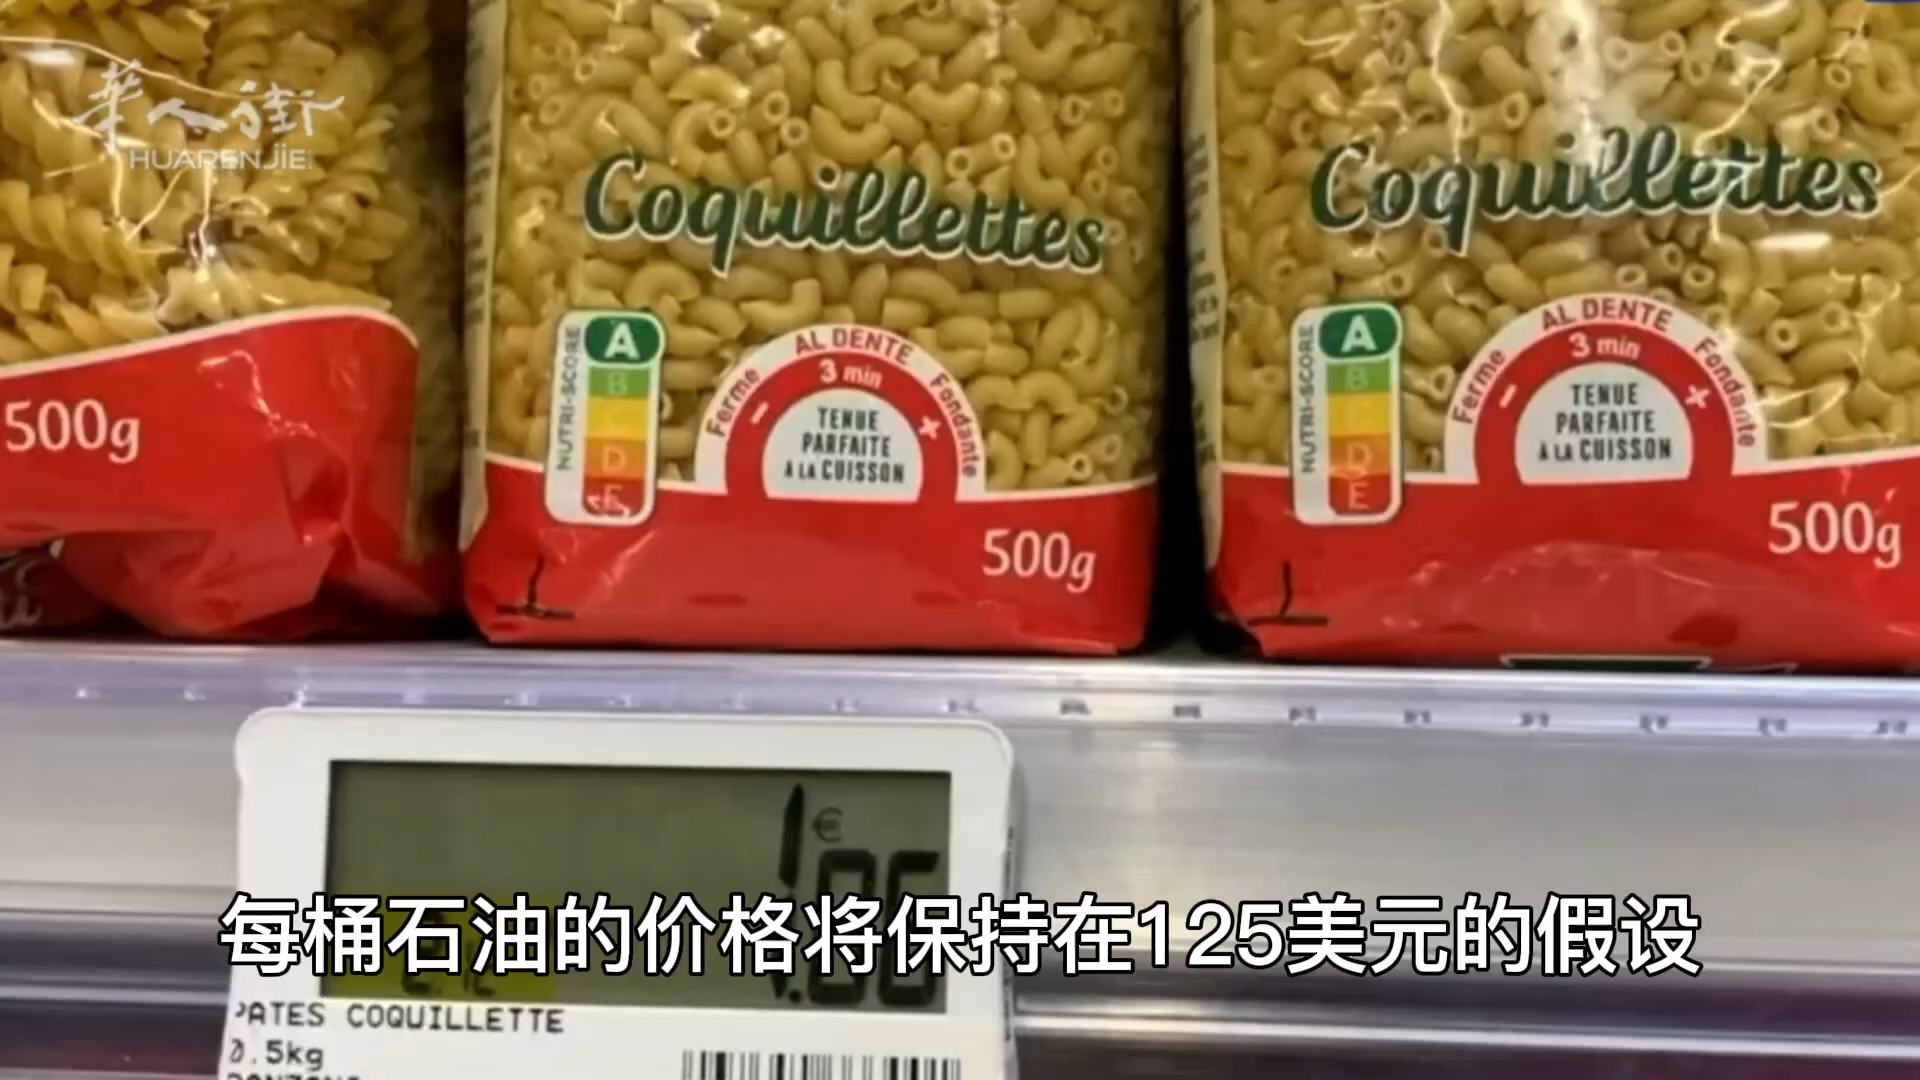 華人街
HUARENJIE
Coquillettes
Coquillettes
500g
NUTRI-SCORE
A
B
C
D
E
AL DENTE
3 min
Ferme
Fondante
-
+
TENUE
PARFAITE
À LA CUISSON
500g
NUTRI-SCORE
A
B
C
D
E
AL DENTE
3 min
Ferme
Fondante
-
+
TENUE
PARFAITE
À LA CUISSON
500g
1€
每桶石油的价格将保持在125美元的假设
PATES COQUILLETTE
0.5kg